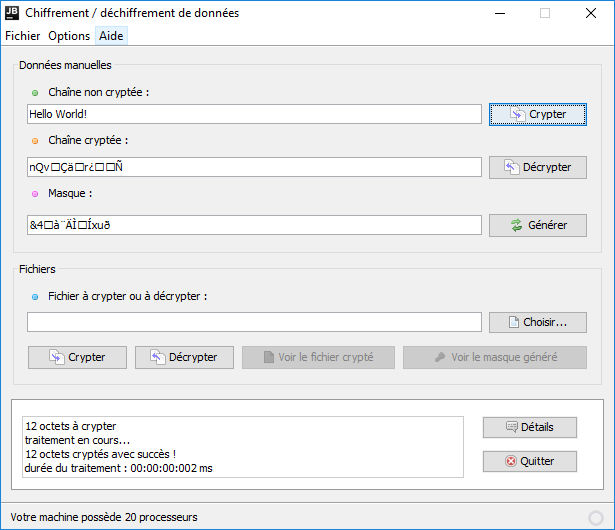 JB Chiffrement / déchiffrement de données
Fichier Options Aide
Données manuelles
Chaîne non cryptée :
Hello World! Crypter
Chaîne cryptée :
nQv□Çä□r¿□□Ñ Décrypter
Masque :
&4□à¨ÄÌ□Íxuð Générer
Fichiers
Fichier à crypter ou à décrypter :
Choisir...
Crypter Décrypter Voir le fichier crypté Voir le masque généré
12 octets à crypter
traitement en cours...
12 octets cryptés avec succès !
durée du traitement : 00:00:00:002 ms
Détails
Quitter
Votre machine possède 20 processeurs